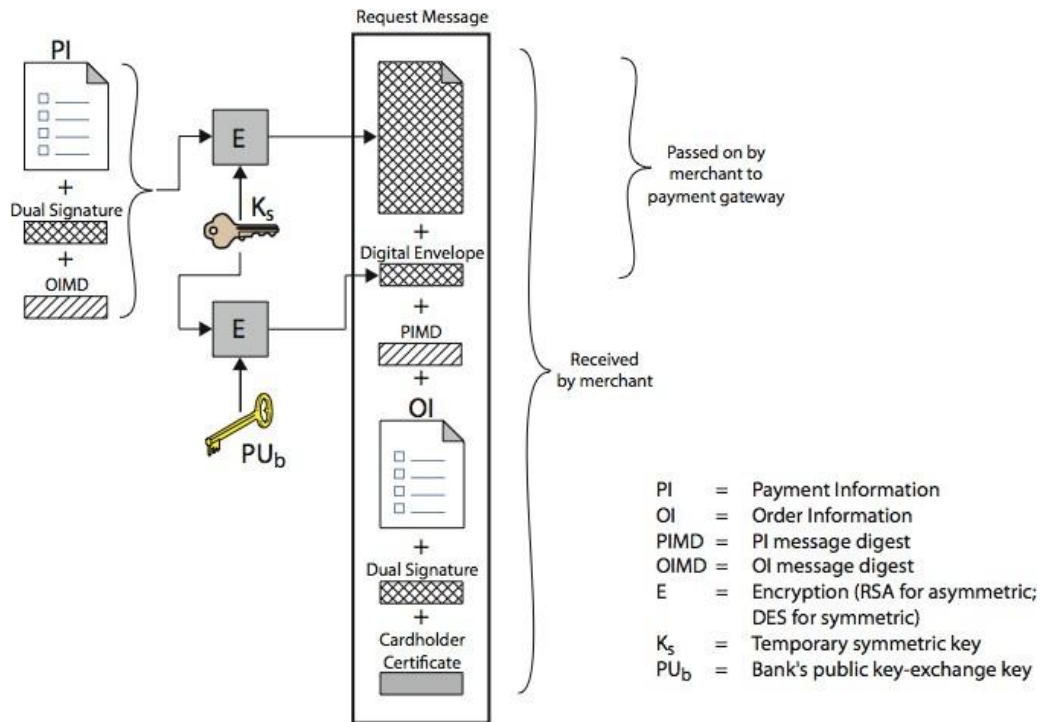 Request Message
PI
+
Dual Signature
+
OIMD
E
Ks
E
PUb
+
Digital Envelope
+
PIMD
+
OI
+
Dual Signature
+
Cardholder
Certificate
Passed on by
merchant to
payment gateway
Received
by merchant
PI = Payment Information
OI = Order Information
PIMD = PI message digest
OIMD = OI message digest
E = Encryption (RSA for asymmetric;
DES for symmetric)
Ks = Temporary symmetric key
PUb = Bank's public key-exchange key